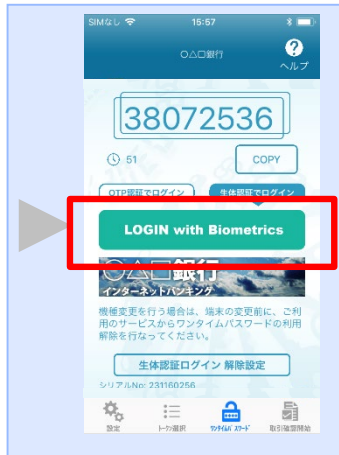 SIMなし 15:57
○△□銀行
ヘルプ
38072536
51 COPY
OTP認証でログイン 生体認証でログイン
LOGIN with Biometrics
○△□銀行
インターネットバンキング
機種変更を行う場合は、端末の変更前に、ご利
用のサービスからワンタイムパスワードの利用
解除を行なってください。
生体認証ログイン 解除設定
シリアルNo: 231160256
設定 トークン選択 ワンタイムパスワード 取引確認開始